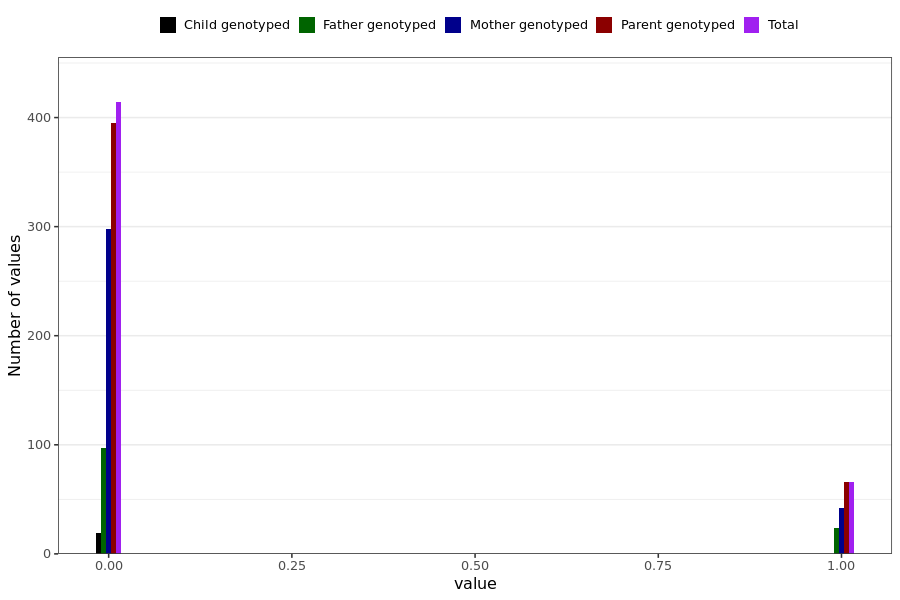 Child genotyped Father genotyped Mother genotyped Parent genotyped Total
Number of values
400
300
200
100
0
0.00 0.25 0.50 0.75 1.00
value